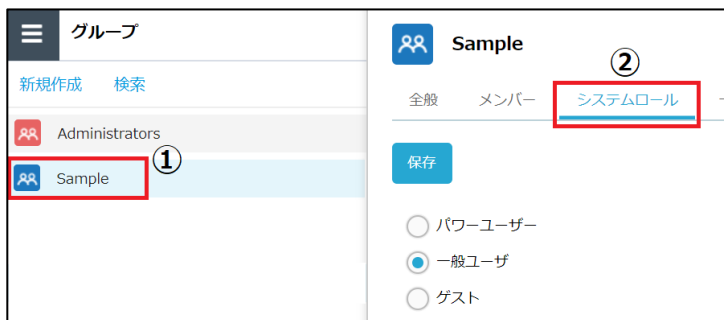 グループ
新規作成 検索
Administrators
①
Sample
Sample
②
全般 メンバー システムロール
保存
パワーユーザー
一般ユーザ
ゲスト